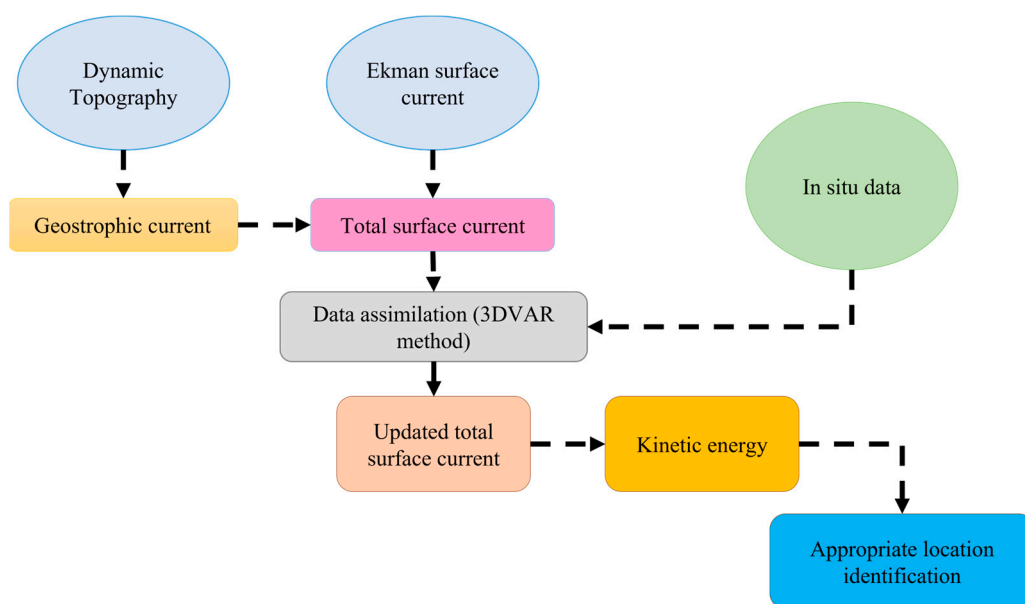 Dynamic
Topography
Ekman surface
current
In situ data
Geostrophic current
Total surface current
Data assimilation (3DVAR
method)
Updated total
surface current
Kinetic energy
Appropriate location
identification